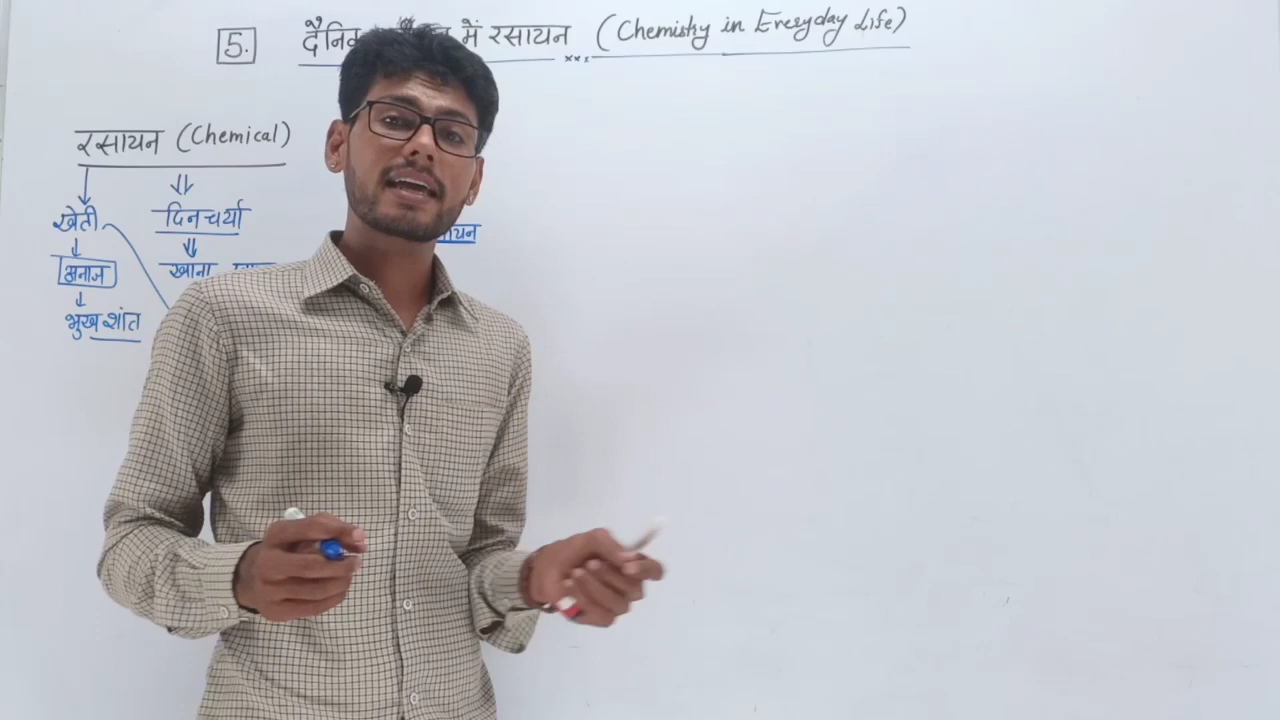 5. दैनिक में रसायन (Chemistry in Everyday Life)
रसायन (Chemical)
खेती दिनचर्या
अनाज खाना
भुख शांत